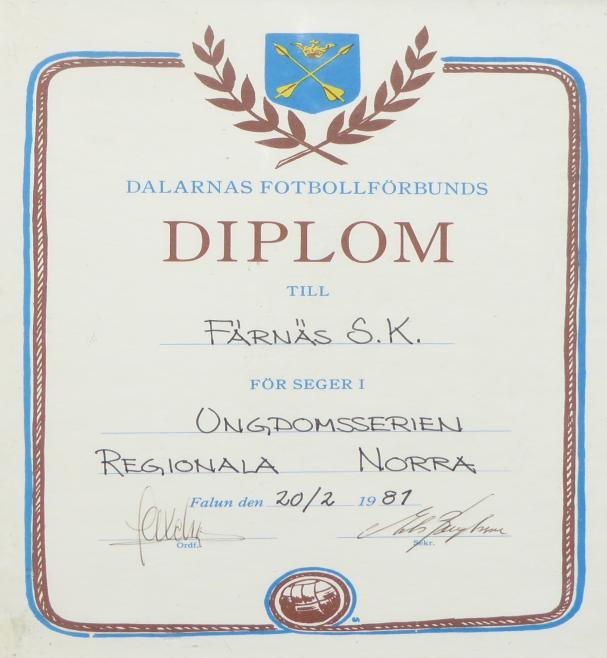 DALARNAS FOTBOLLFÖRBUNDS
DIPLOM
TILL
FÄRNÄS S.K.
FÖR SEGER I
UNGDOMSSERIEN
REGIONALA NORRA
Falun den 20/2 1981
Ordf. Sekr.